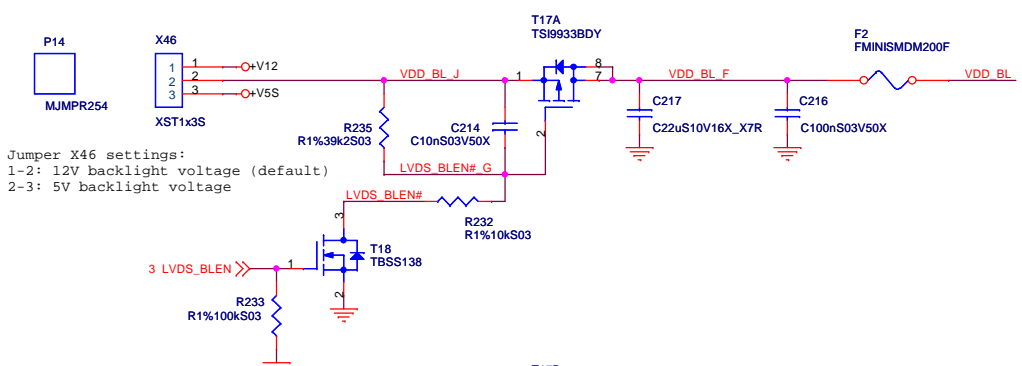 T17A
TSI9933BDY
P14
X46
F2
FMINISMDM200F
1
1
+V12
2
2
VDD_BL_J
1
8
7
VDD_BL_F
VDD_BL
3
3
+V5S
MJMPR254
XST1x3S
R235
R1%39k2S03
C214
C10nS03V50X
2
C217
C22uS10V16X_X7R
C216
C100nS03V50X
Jumper X46 settings:
1-2: 12V backlight voltage (default)
2-3: 5V backlight voltage
LVDS_BLEN#_G
LVDS_BLEN#
R232
R1%10kS03
3
T18
TBSS138
3 LVDS_BLEN
1
2
R233
R1%100kS03